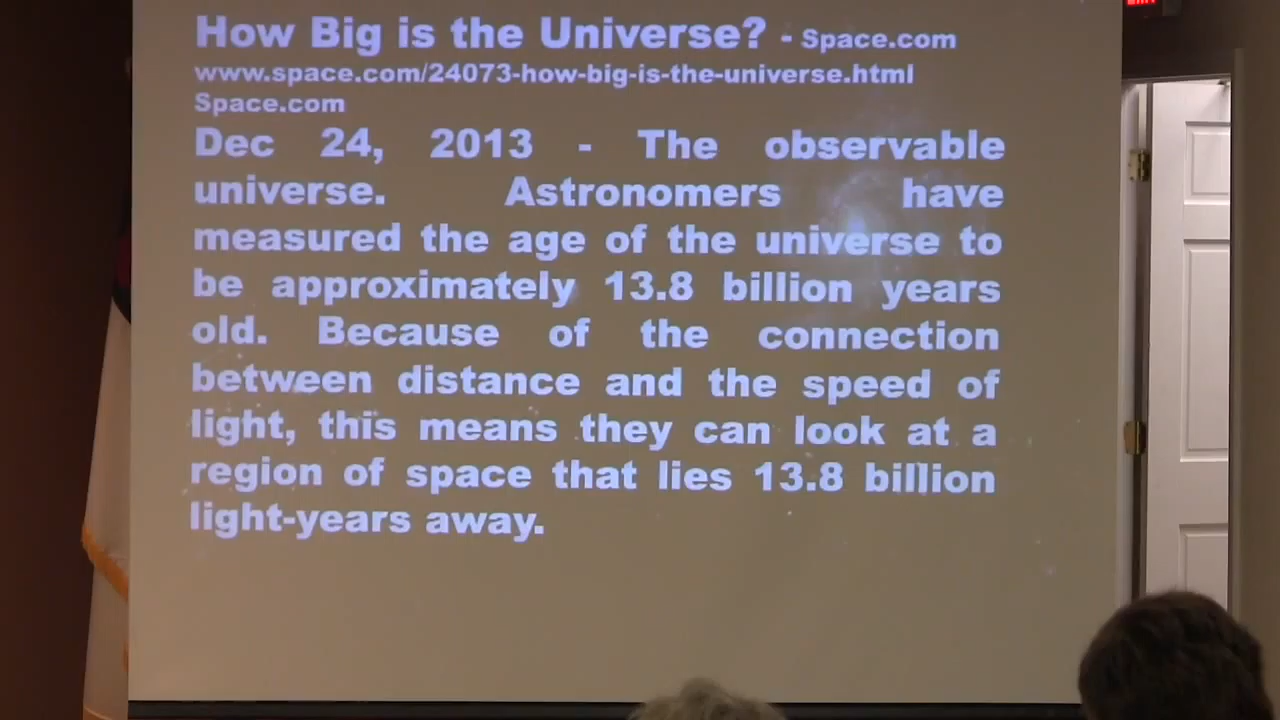 How Big is the Universe? - Space.com
www.space.com/24073-how-big-is-the-universe.html
Space.com
Dec 24, 2013 - The observable
universe. Astronomers have
measured the age of the universe to
be approximately 13.8 billion years
old. Because of the connection
between distance and the speed of
light, this means they can look at a
region of space that lies 13.8 billion
light-years away.